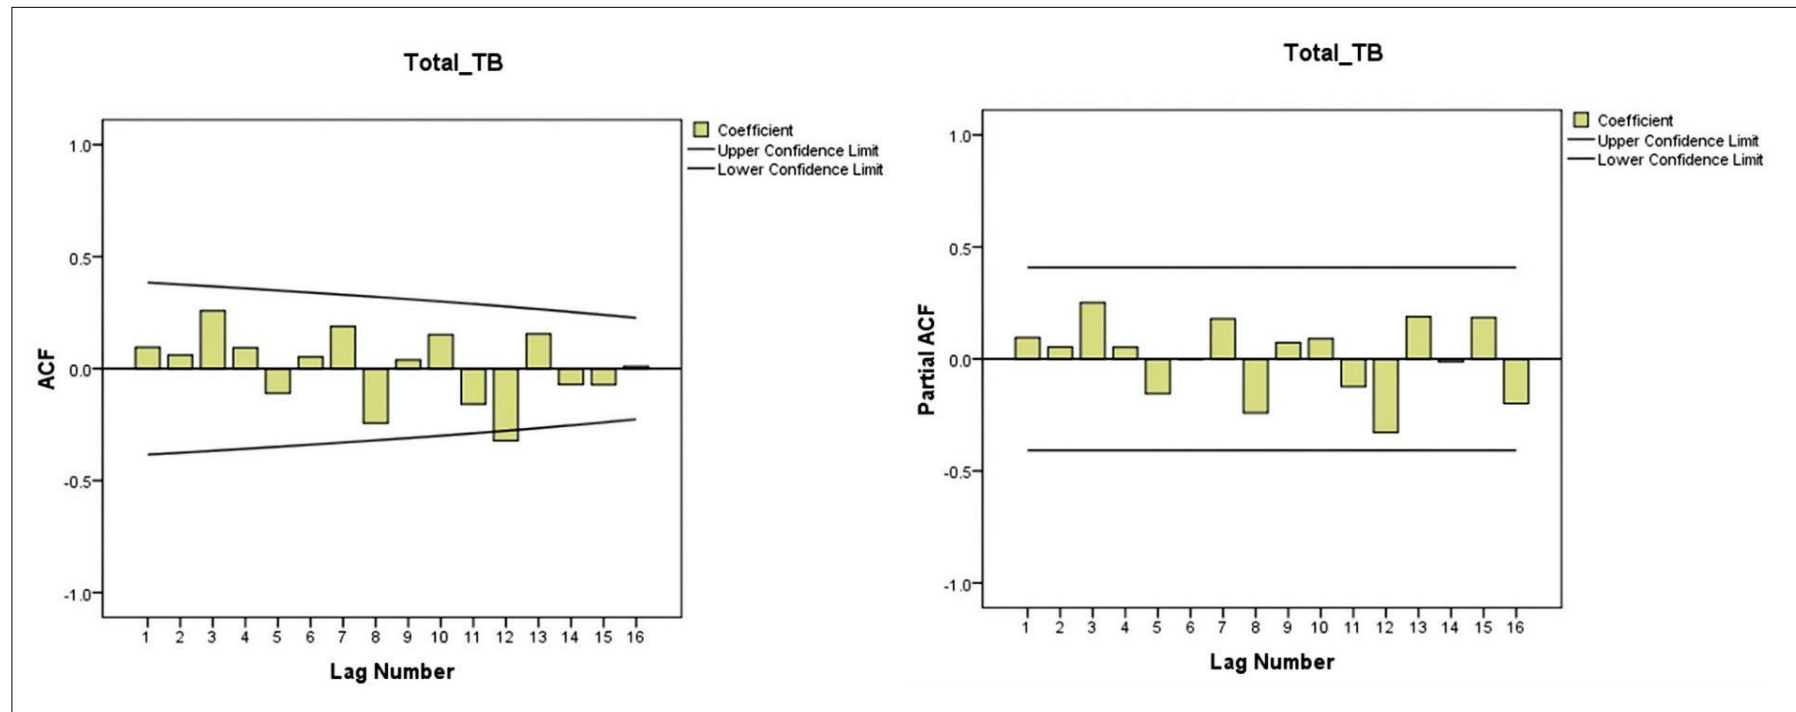 Total_TB
Coefficient
Upper Confidence Limit
Lower Confidence Limit
1.0
0.5
0.0
-0.5
-1.0
ACF
1 2 3 4 5 6 7 8 9 10 11 12 13 14 15 16
Lag Number
Total_TB
Coefficient
Upper Confidence Limit
Lower Confidence Limit
1.0
0.5
0.0
-0.5
-1.0
Partial ACF
1 2 3 4 5 6 7 8 9 10 11 12 13 14 15 16
Lag Number